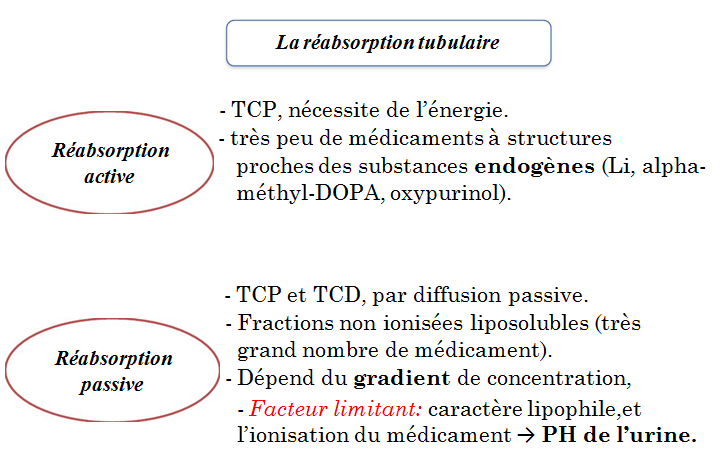 La réabsorption tubulaire
Réabsorption
active
- TCP, nécessite de l’énergie.
- très peu de médicaments à structures
proches des substances endogènes (Li, alpha-
méthyl-DOPA, oxypurinol).
Réabsorption
passive
- TCP et TCD, par diffusion passive.
- Fractions non ionisées liposolubles (très
grand nombre de médicament).
- Dépend du gradient de concentration,
- Facteur limitant: caractère lipophile,et
l’ionisation du médicament → PH de l’urine.